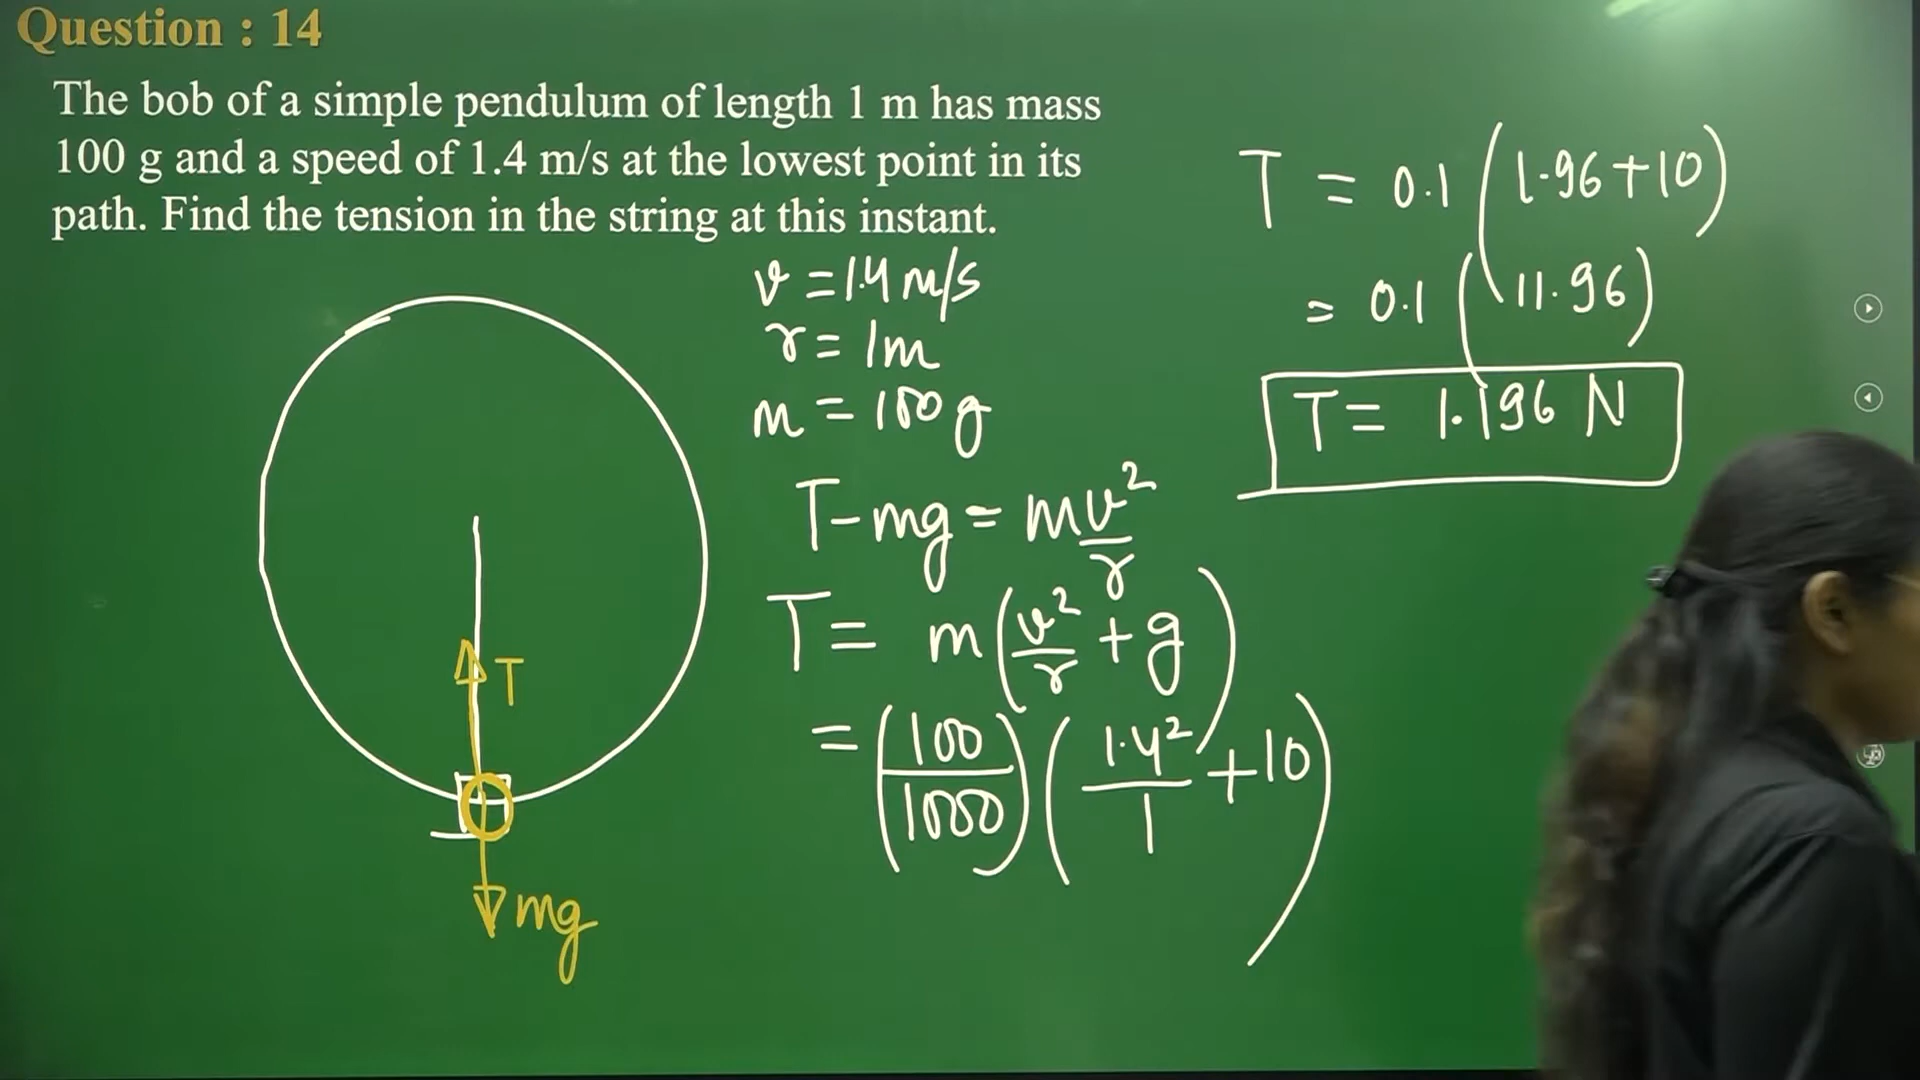 Question : 14
The bob of a simple pendulum of length 1 m has mass
100 g and a speed of 1.4 m/s at the lowest point in its
path. Find the tension in the string at this instant.
v = 1.4 m/s
r = 1m
m = 100 g
T - mg = mv²/r
T = m(v²/r + g)
= (100/1000)(1.4²/1 + 10)
T
mg
T = 0.1 (1.96+10)
= 0.1 (11.96)
T = 1.196 N